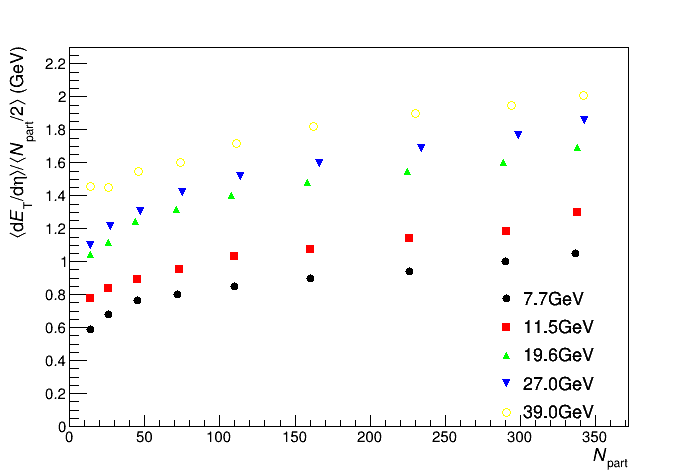 ⟨dE_T/dη⟩/⟨N_part/2⟩ (GeV)
2.2
2
1.8
1.6
1.4
1.2
1
0.8
0.6
0.4
0.2
0
7.7GeV
11.5GeV
19.6GeV
27.0GeV
39.0GeV
0 50 100 150 200 250 300 350
N_part